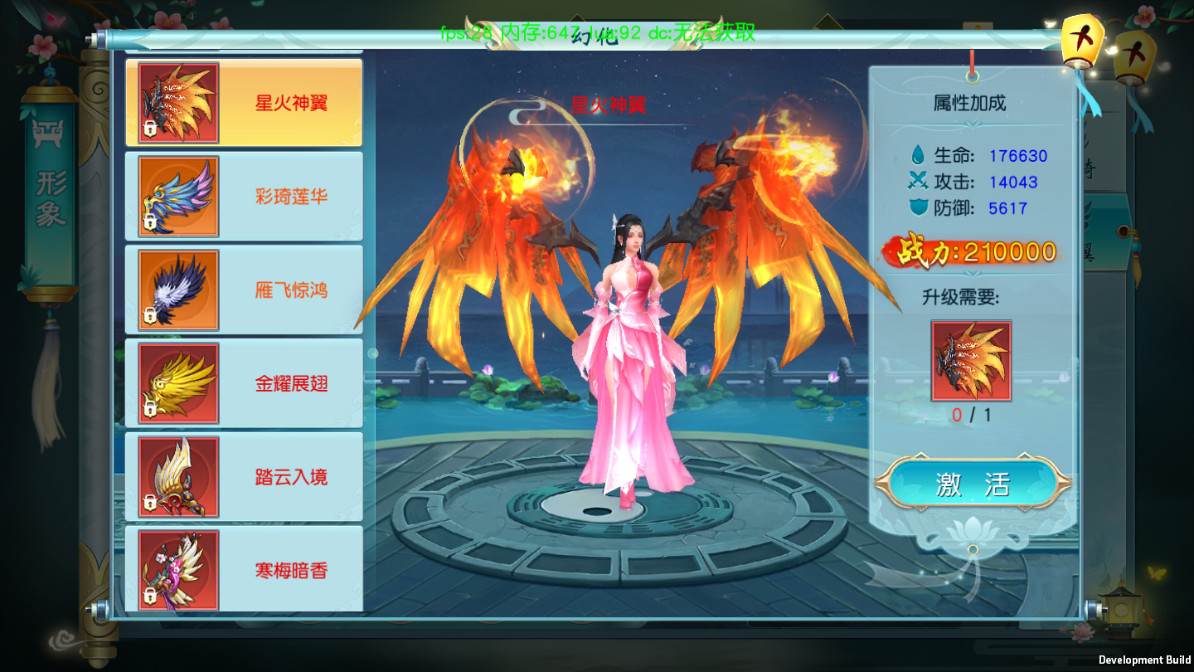 fps:28 内存:647 lua:92 dc:无法获取
幻化
形象
星火神翼
彩琦莲华
雁飞惊鸿
金耀展翅
踏云入境
寒梅暗香
星火神翼
属性加成
生命: 176630
攻击: 14043
防御: 5617
战力:210000
升级需要:
0 / 1
激 活
骑
翼
Development Build